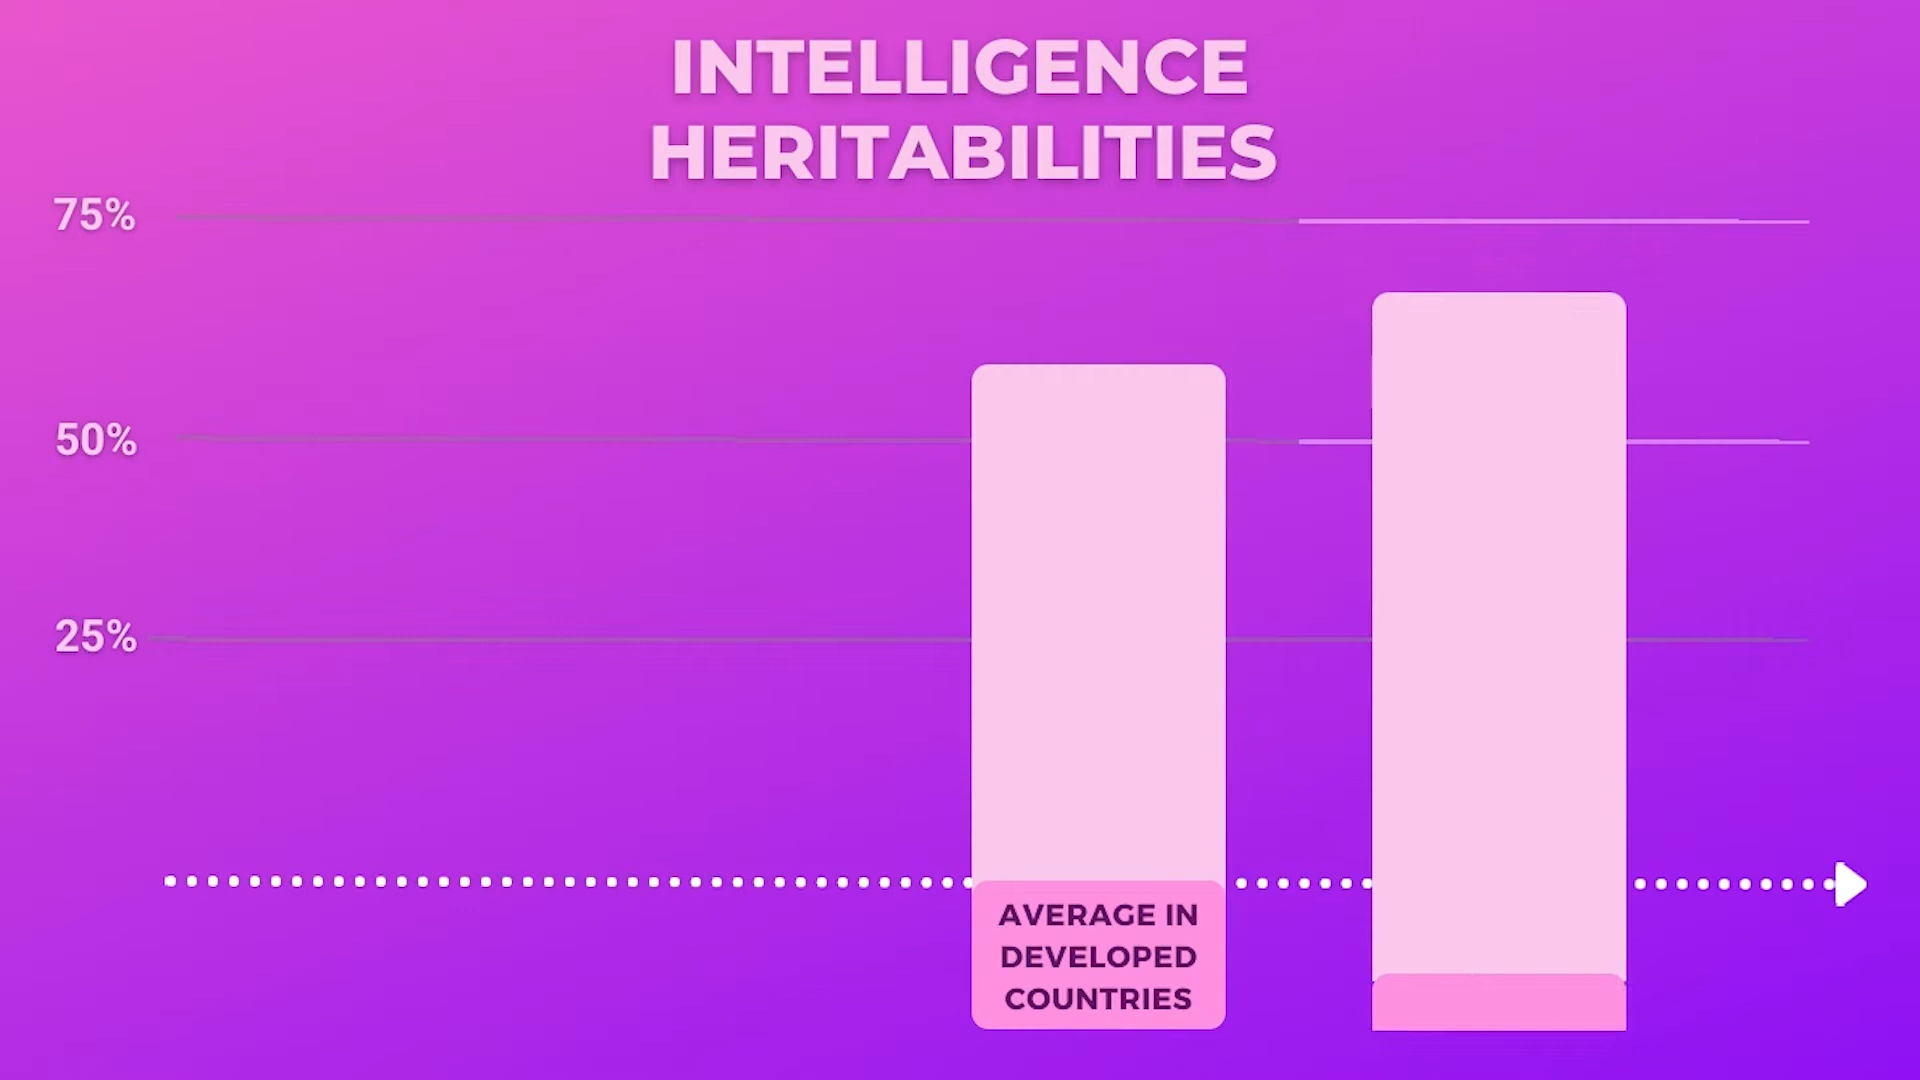 INTELLIGENCE
HERITABILITIES
75%
50%
25%
AVERAGE IN
DEVELOPED
COUNTRIES